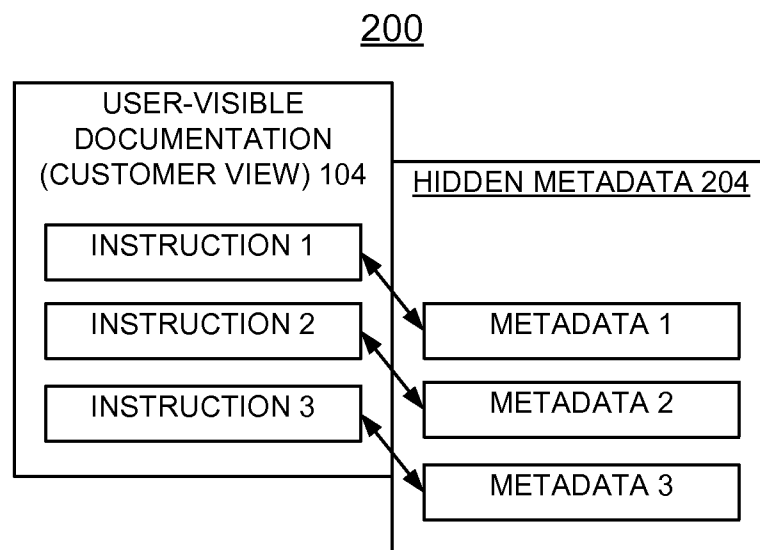 200
USER-VISIBLE
DOCUMENTATION
(CUSTOMER VIEW) 104
HIDDEN METADATA 204
INSTRUCTION 1
INSTRUCTION 2
INSTRUCTION 3
METADATA 1
METADATA 2
METADATA 3